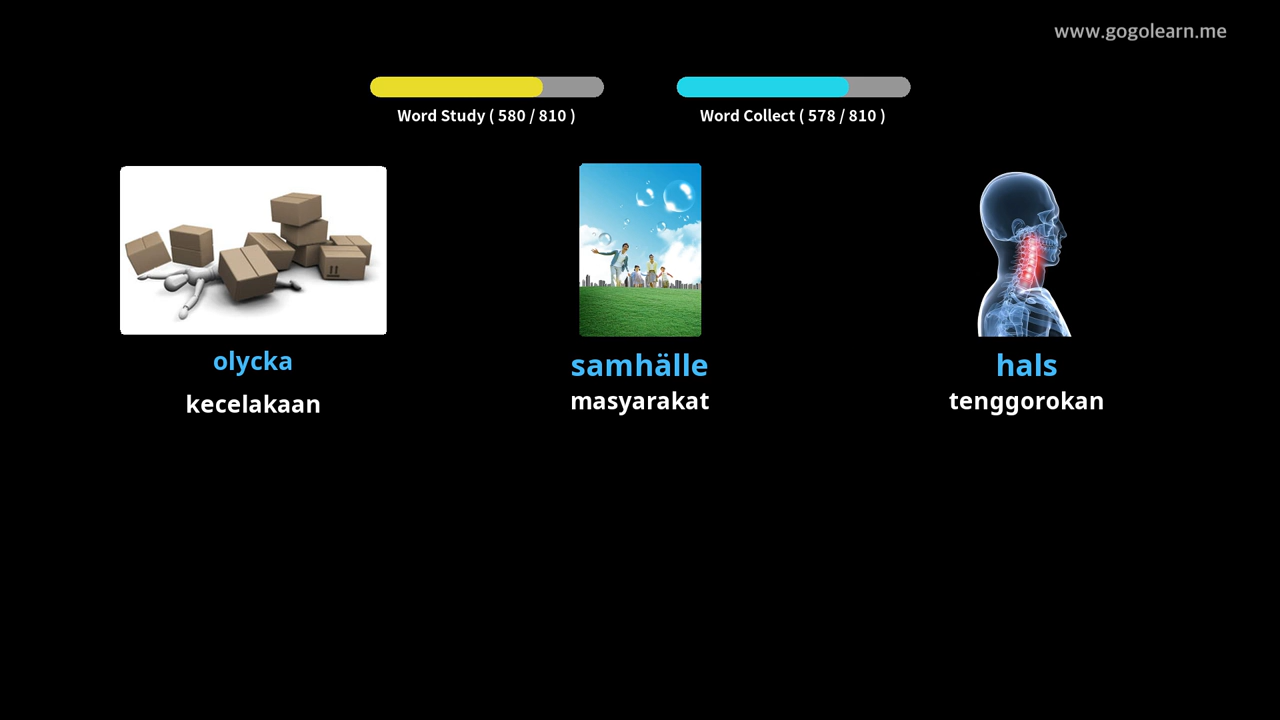 www.gogolearn.me
Word Study ( 580 / 810 )
Word Collect ( 578 / 810 )
olycka
samhälle
hals
kecelakaan
masyarakat
tenggorokan